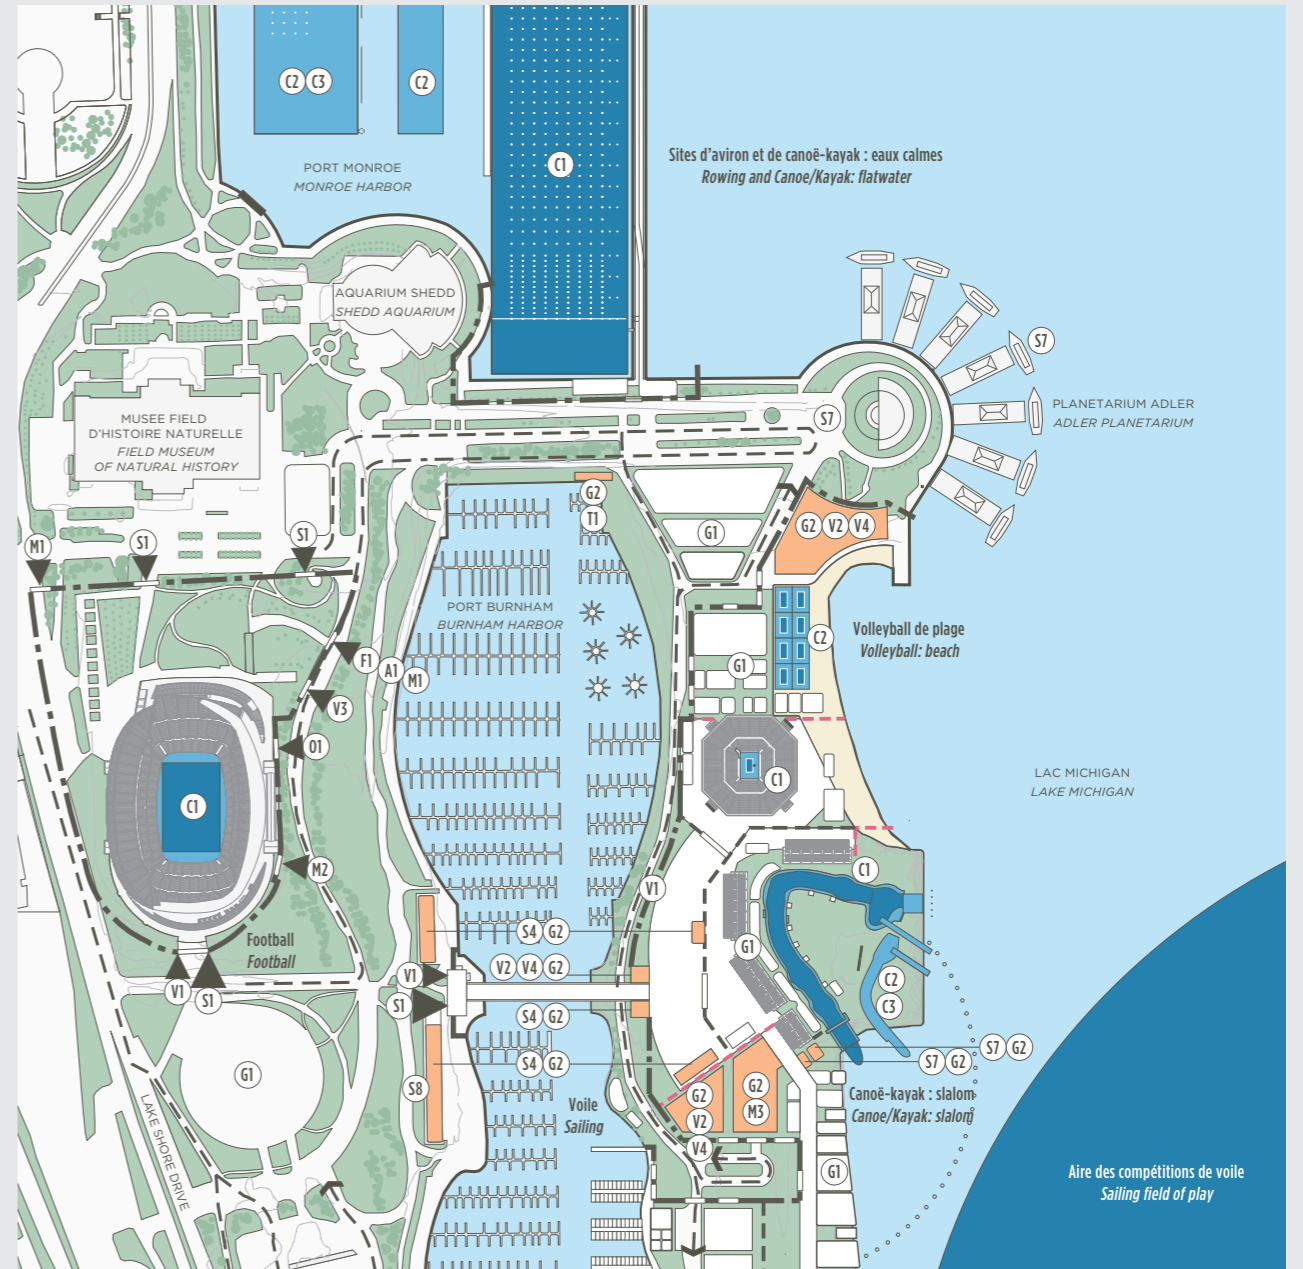 C2 C3
C2
C1
PORT MONROE
MONROE HARBOR
Sites d'aviron et de canoë-kayak : eaux calmes
Rowing and Canoe/Kayak: flatwater
AQUARIUM SHEDD
SHEDD AQUARIUM
S7
S7
PLANETARIUM ADLER
ADLER PLANETARIUM
MUSEE FIELD
D'HISTOIRE NATURELLE
FIELD MUSEUM
OF NATURAL HISTORY
G2
T1
G1
G2 V2 V4
M1
S1
S1
PORT BURNHAM
BURNHAM HARBOR
C2
Volleyball de plage
Volleyball: beach
F1
A1
M1
G1
V3
O1
C1
C1
LAC MICHIGAN
LAKE MICHIGAN
M2
C1
V1
S4 G2
G1
Football
Football
V1
S1
V1
S1
V2 V4 G2
C2
C3
S4 G2
S7 G2
S4 G2
S7 G2
G1
S8
G2
V2
V4
G2
M3
Canoë-kayak : slalom
Canoe/Kayak: slalom
Voile
Sailing
LAKE SHORE DRIVE
G1
Aire des compétitions de voile
Sailing field of play